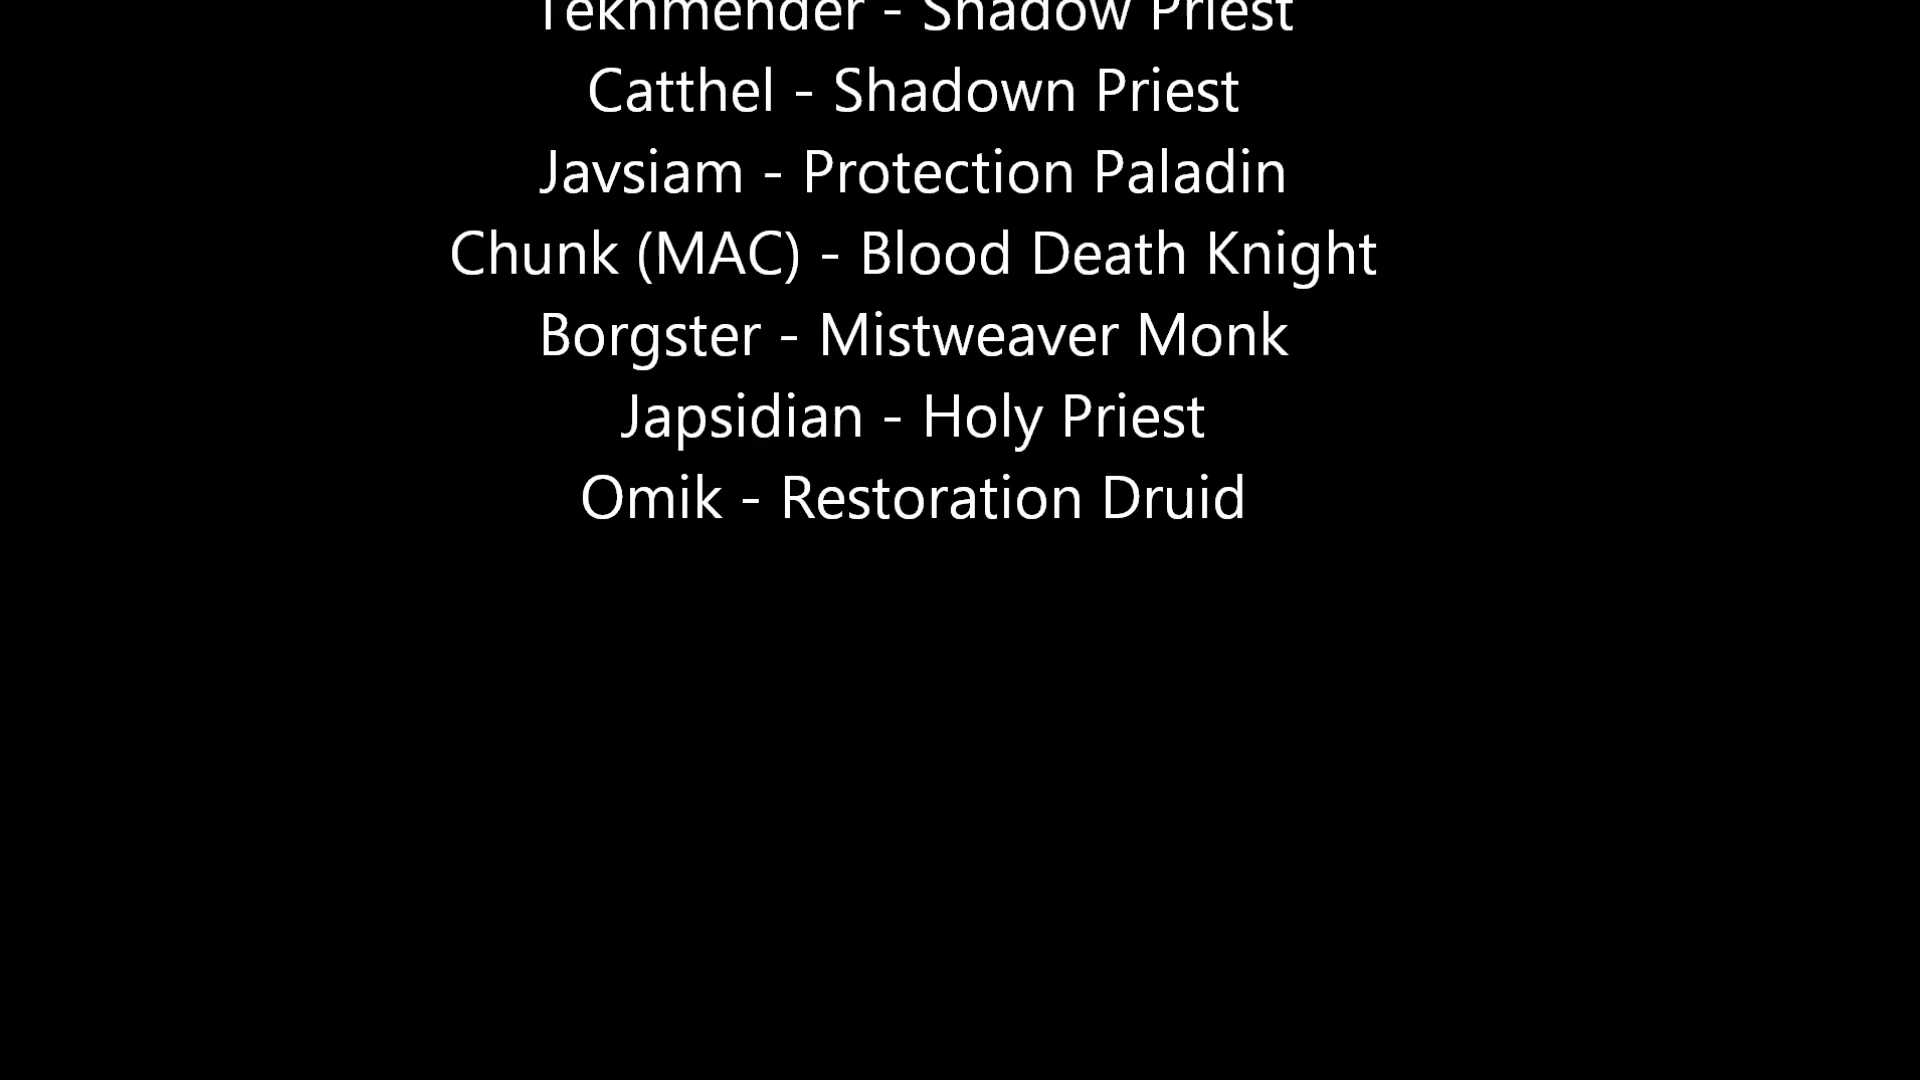 Tekhmender - Shadow Priest
Catthel - Shadown Priest
Javsiam - Protection Paladin
Chunk (MAC) - Blood Death Knight
Borgster - Mistweaver Monk
Japsidian - Holy Priest
Omik - Restoration Druid